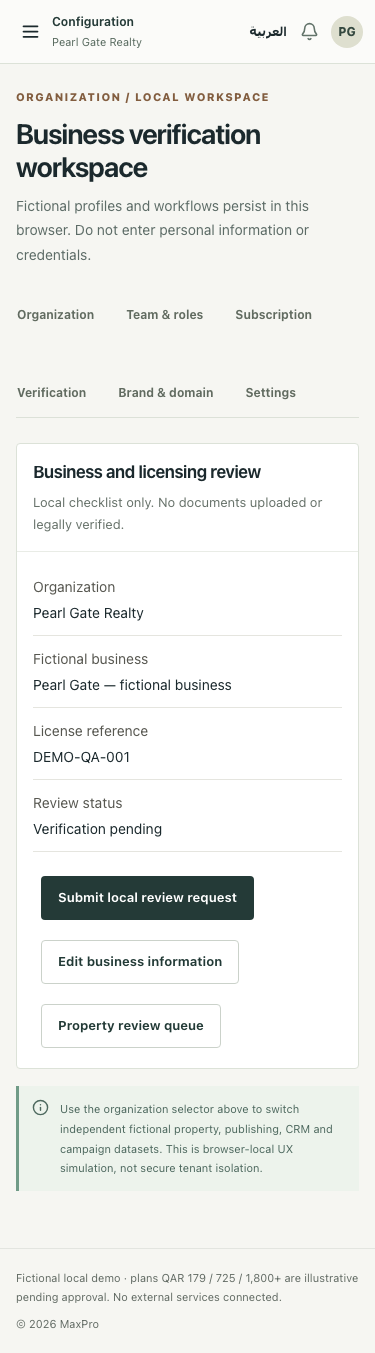 Configuration
Pearl Gate Realty
العربية
PG
ORGANIZATION / LOCAL WORKSPACE
Business verification
workspace
Fictional profiles and workflows persist in this
browser. Do not enter personal information or
credentials.
Organization Team & roles Subscription
Verification Brand & domain Settings
Business and licensing review
Local checklist only. No documents uploaded or
legally verified.
Organization
Pearl Gate Realty
Fictional business
Pearl Gate — fictional business
License reference
DEMO-QA-001
Review status
Verification pending
Submit local review request
Edit business information
Property review queue
Use the organization selector above to switch
independent fictional property, publishing, CRM and
campaign datasets. This is browser-local UX
simulation, not secure tenant isolation.
Fictional local demo · plans QAR 179 / 725 / 1,800+ are illustrative
pending approval. No external services connected.
© 2026 MaxPro